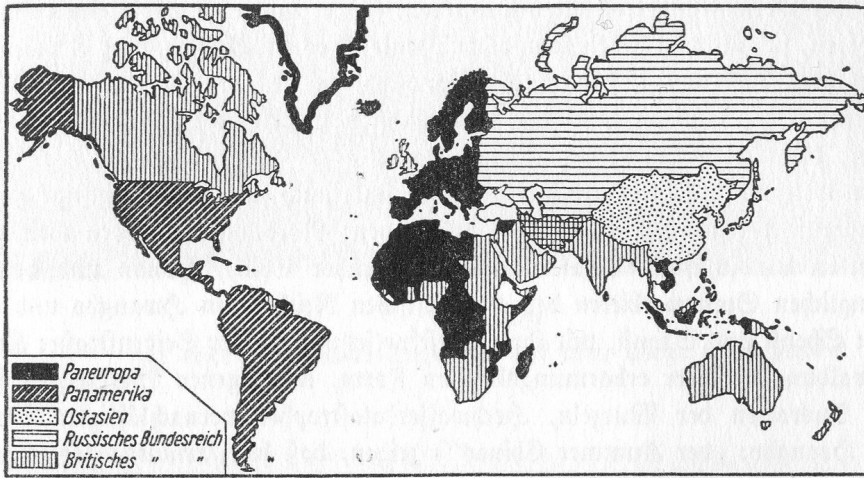 Paneuropa
Panamerika
Ostasien
Russisches Bundesreich
Britisches " "